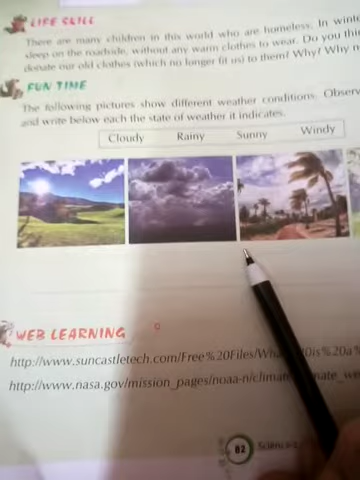 LIFE SKILL
There are many children in this world who are homeless. In
sleep on the roadside, without any warm clothes to wear. Do you
donate our old clothes (which no longer fit us) to them? Why? Why
FUN TIME
The following pictures show different weather conditions.
and write below each the state of weather it indicates.
Cloudy Rainy Sunny Windy
WEB LEARNING
http://www.suncastletech.com/Free%20Files/
http://www.nasa.gov/mission_pages/noaa-n/climate
82